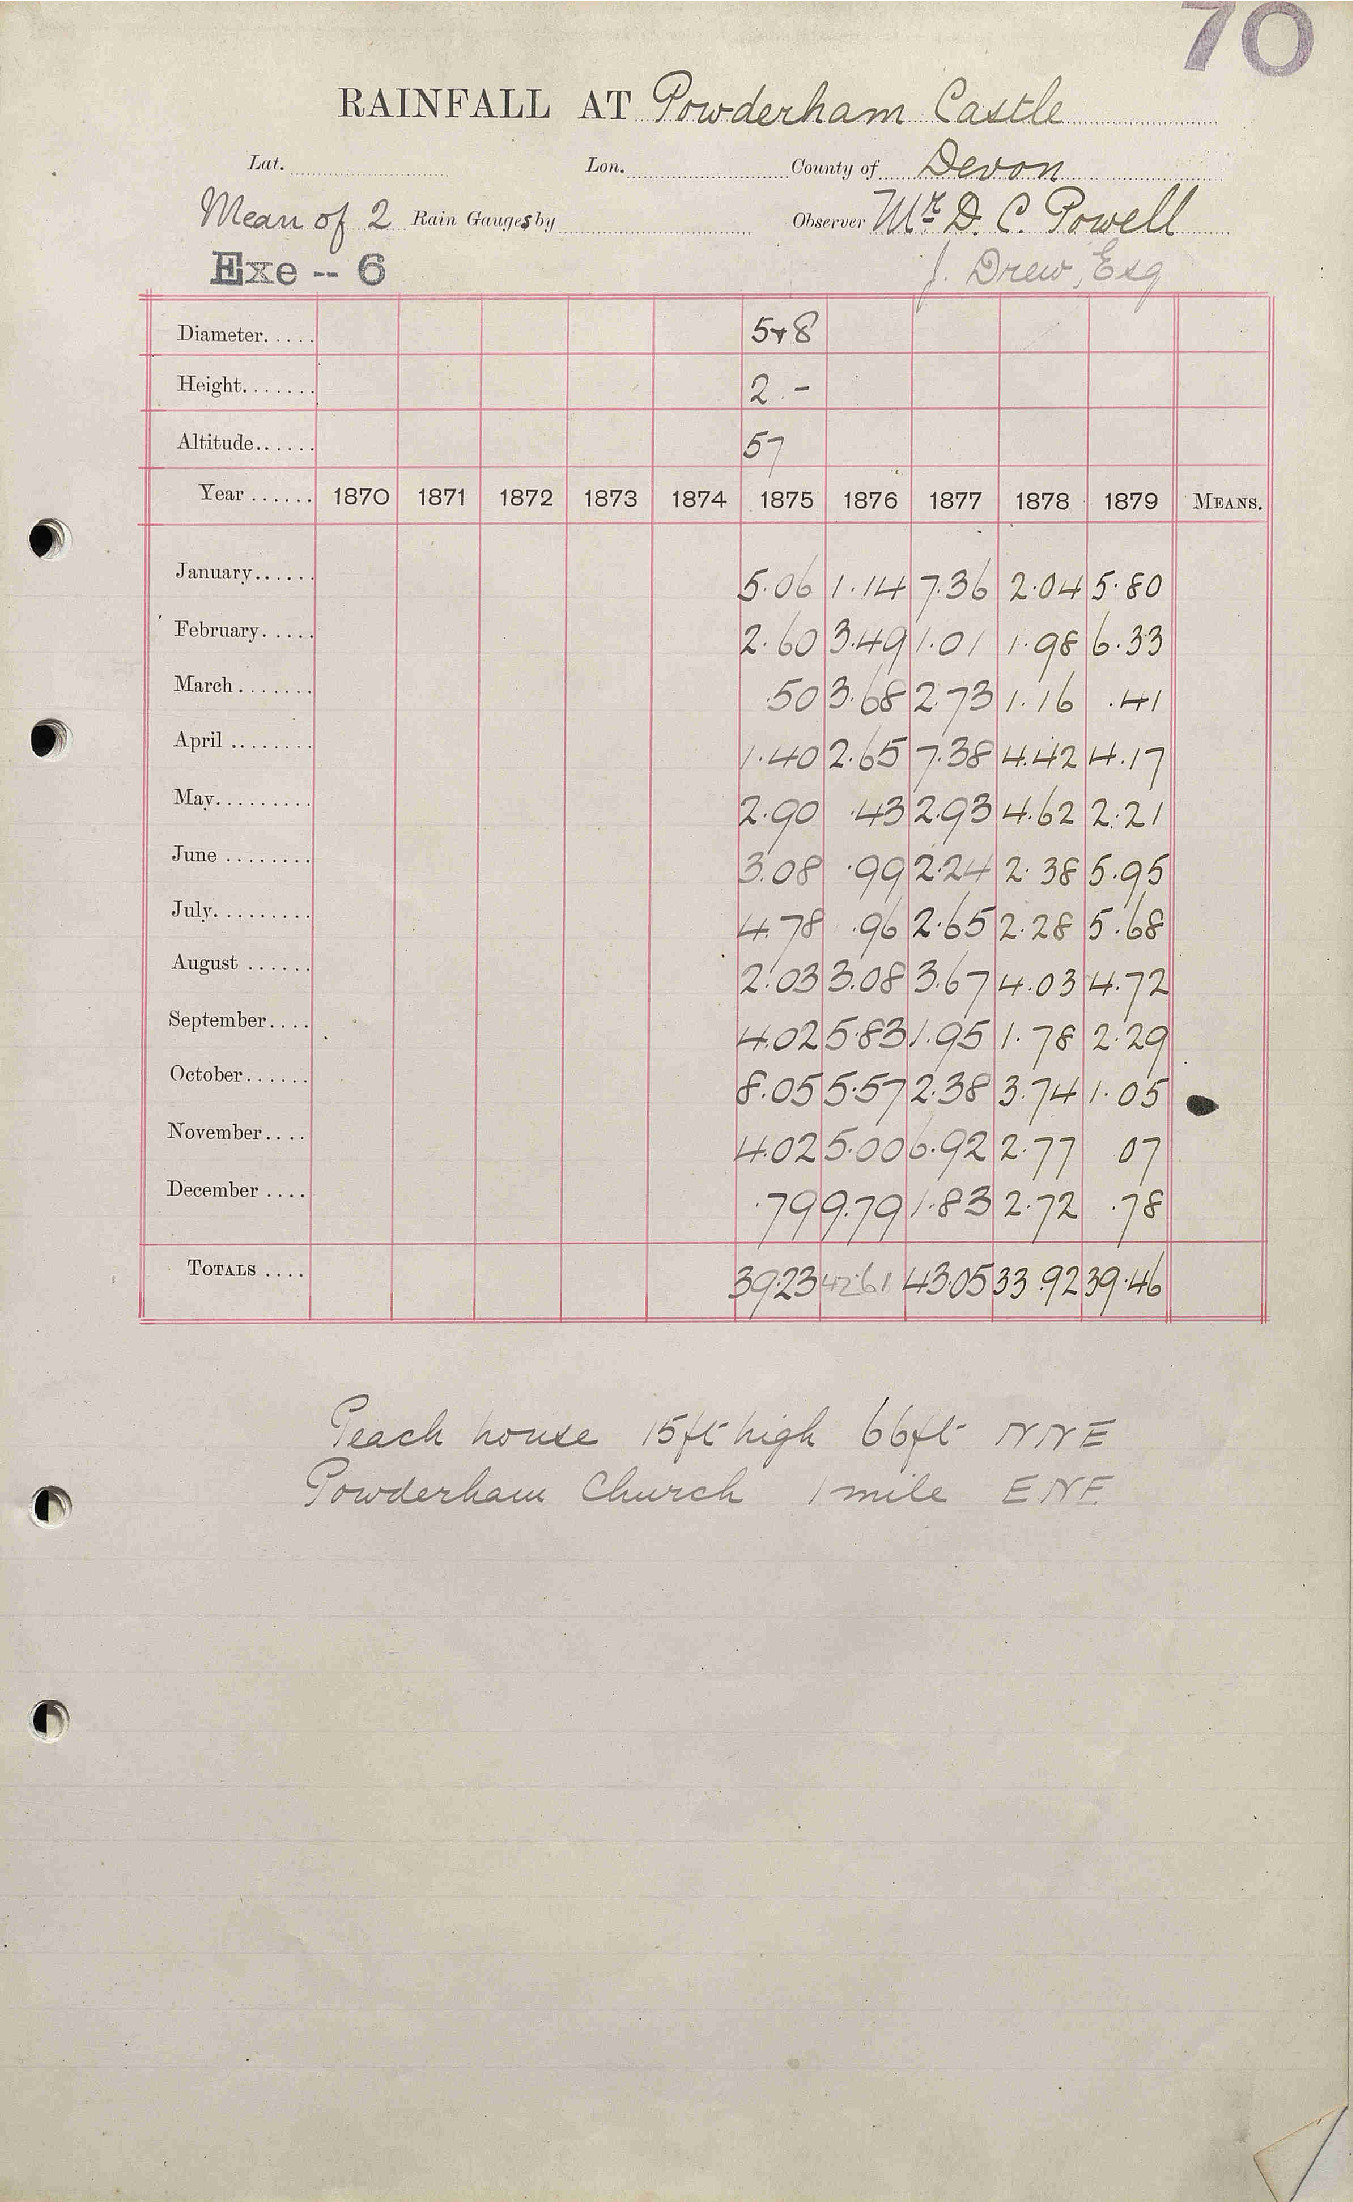 70
RAINFALL AT Powderham Castle
Lat. Lon. County of Devon
Mean of 2 Rain Gauges by Observer Mr. D. C. Powell
Exe -- 6 J. Drew, Esq
Diameter..... 5+8
Height....... 2 -
Altitude...... 57
Year ...... 1870 1871 1872 1873 1874 1875 1876 1877 1878 1879 MEANS.
January...... 5.06 1.14 7.36 2.04 5.80
February..... 2.60 3.49 1.01 1.98 6.33
March....... .50 3.68 2.73 1.16 .41
April ........ 1.40 2.65 7.38 4.42 4.17
May......... 2.90 .43 2.93 4.62 2.21
June ........ 3.08 .99 2.24 2.38 5.95
July......... 4.78 .96 2.65 2.28 5.68
August ...... 2.03 3.08 3.67 4.03 4.72
September.... 4.02 5.83 1.95 1.78 2.29
October...... 8.05 5.57 2.38 3.74 1.05
November.... 4.02 5.00 6.92 2.77 07
December .... .79 9.79 1.83 2.72 .78
TOTALS .... 39.23 42.61 43.05 33.92 39.46
Peach house 15ft high 66ft NNE
Powderham Church 1 mile ENE